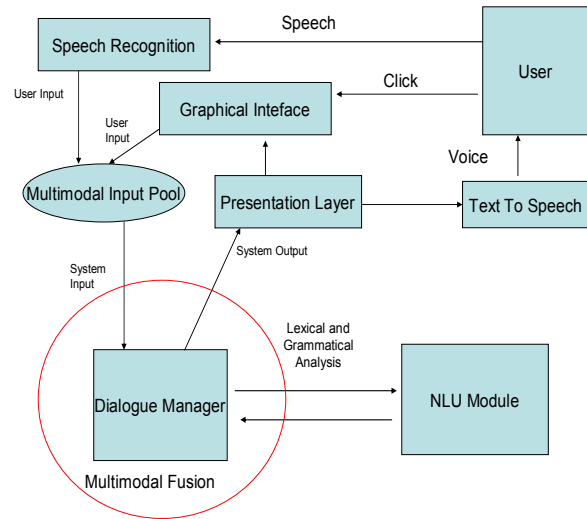 Speech
Speech Recognition
User
Click
User Input
Graphical Inteface
User
Input
Voice
Multimodal Input Pool
Presentation Layer
Text To Speech
System Output
System
Input
Lexical and
Grammatical
Analysis
Dialogue Manager
NLU Module
Multimodal Fusion